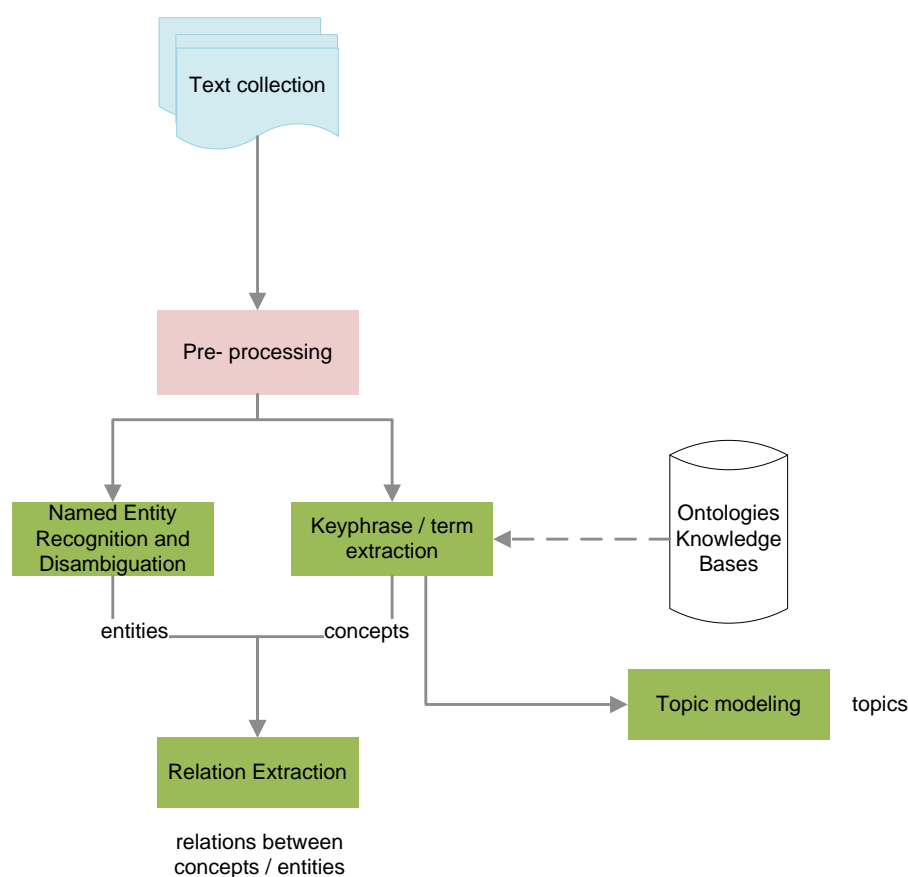 Text collection
Pre- processing
Named Entity
Recognition and
Disambiguation
Keyphrase / term
extraction
Ontologies
Knowledge
Bases
entities
concepts
Topic modeling
topics
Relation Extraction
relations between
concepts / entities